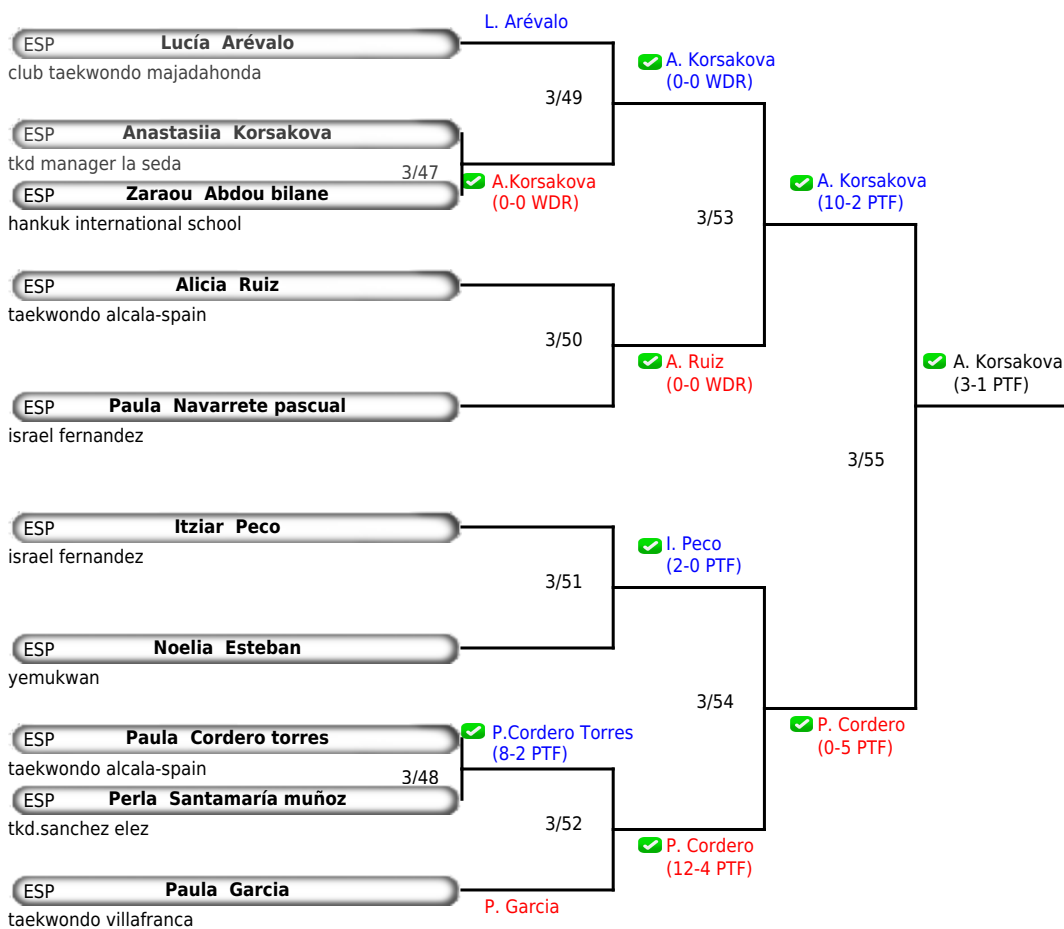 L. Arévalo
ESP Lucía Arévalo
club taekwondo majadahonda
A. Korsakova
(0-0 WDR)
3/49
ESP Anastasiia Korsakova
tkd manager la seda
3/47
A.Korsakova
(0-0 WDR)
ESP Zaraou Abdou bilane
hankuk international school
A. Korsakova
(10-2 PTF)
3/53
ESP Alicia Ruiz
taekwondo alcala-spain
3/50
A. Ruiz
(0-0 WDR)
A. Korsakova
(3-1 PTF)
ESP Paula Navarrete pascual
israel fernandez
3/55
ESP Itziar Peco
israel fernandez
I. Peco
(2-0 PTF)
3/51
ESP Noelia Esteban
yemukwan
3/54
ESP Paula Cordero torres
taekwondo alcala-spain
P.Cordero Torres
(8-2 PTF)
P. Cordero
(0-5 PTF)
3/48
ESP Perla Santamaría muñoz
tkd.sanchez elez
3/52
P. Cordero
(12-4 PTF)
ESP Paula Garcia
taekwondo villafranca
P. Garcia